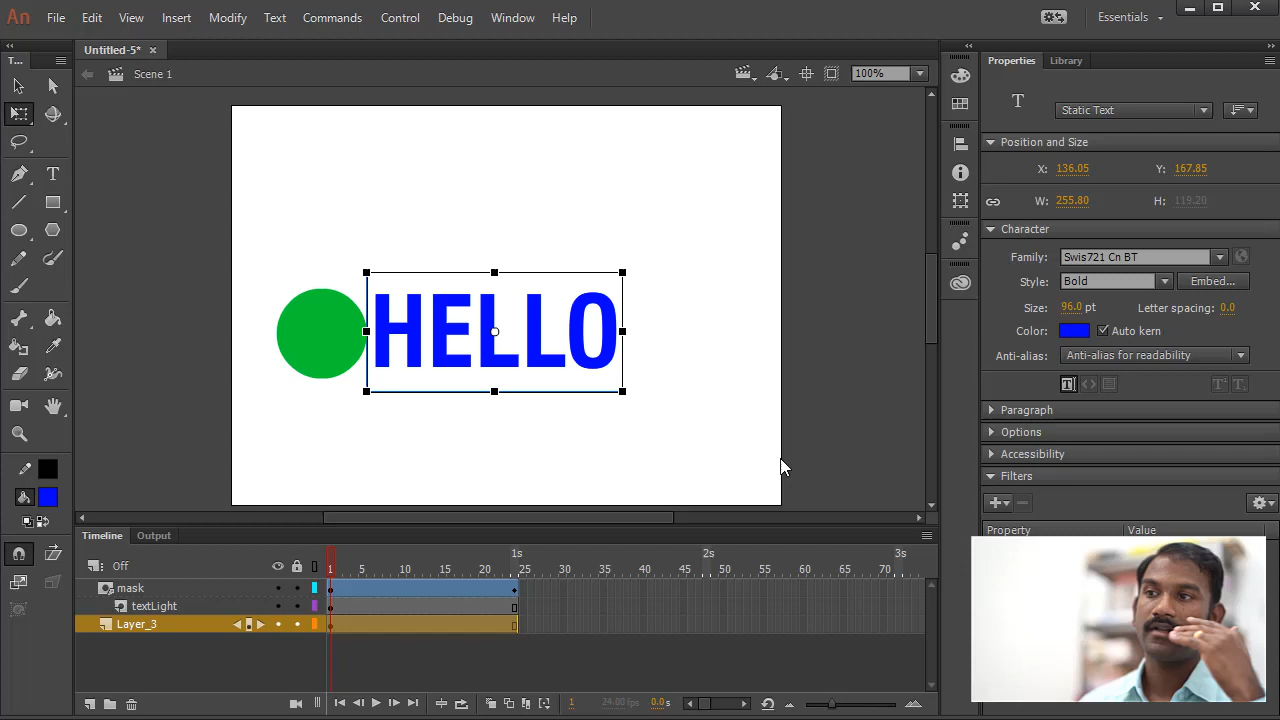 An File Edit View Insert Modify Text Commands Control Debug Window Help Essentials
Untitled-5*
T...
Scene 1 100%
Properties Library
T Static Text
Position and Size
X: 136.05 Y: 167.85
W: 255.80 H: 119.20
Character
Family: Swis721 Cn BT
Style: Bold Embed...
Size: 96.0 pt Letter spacing: 0.0
Color: Auto kern
Anti-alias: Anti-alias for readability
Paragraph
Options
Accessibility
Filters
Property Value
HELLO
Timeline Output
Off 1s 2s 3s
1 5 10 15 20 25 30 35 40 45 50 55 60 65 70
mask
textLight
Layer_3
1 24.00 fps 0.0 s